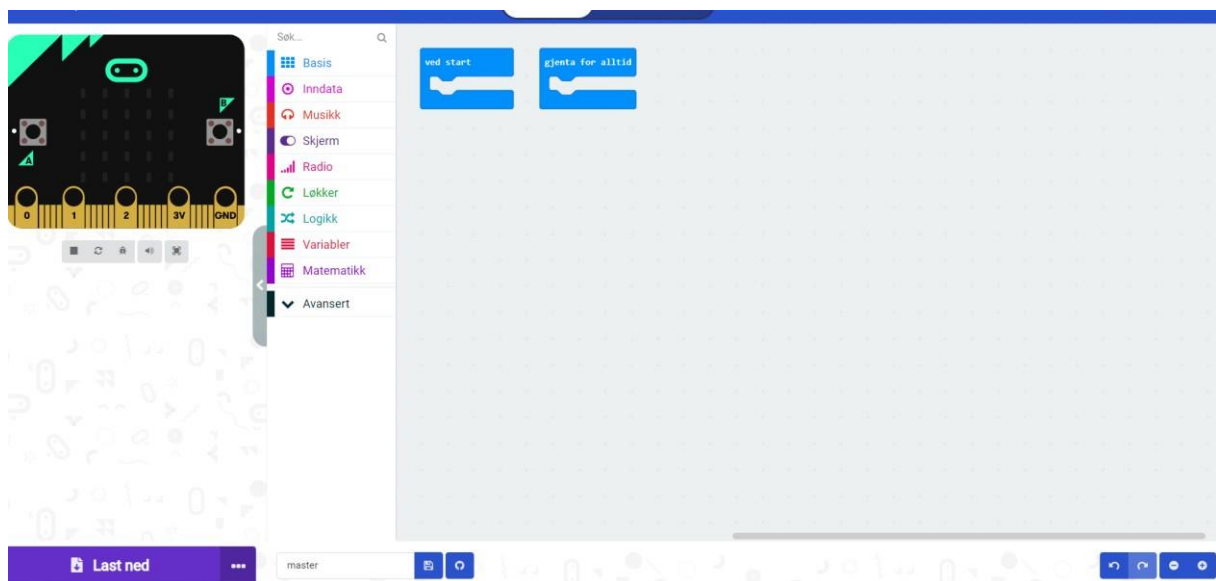 B
A
0 1 2 3V GND
Søk...
Basis
Inndata
Musikk
Skjerm
Radio
Løkker
Logikk
Variabler
Matematikk
Avansert
ved start
gjenta for alltid
Last ned
master